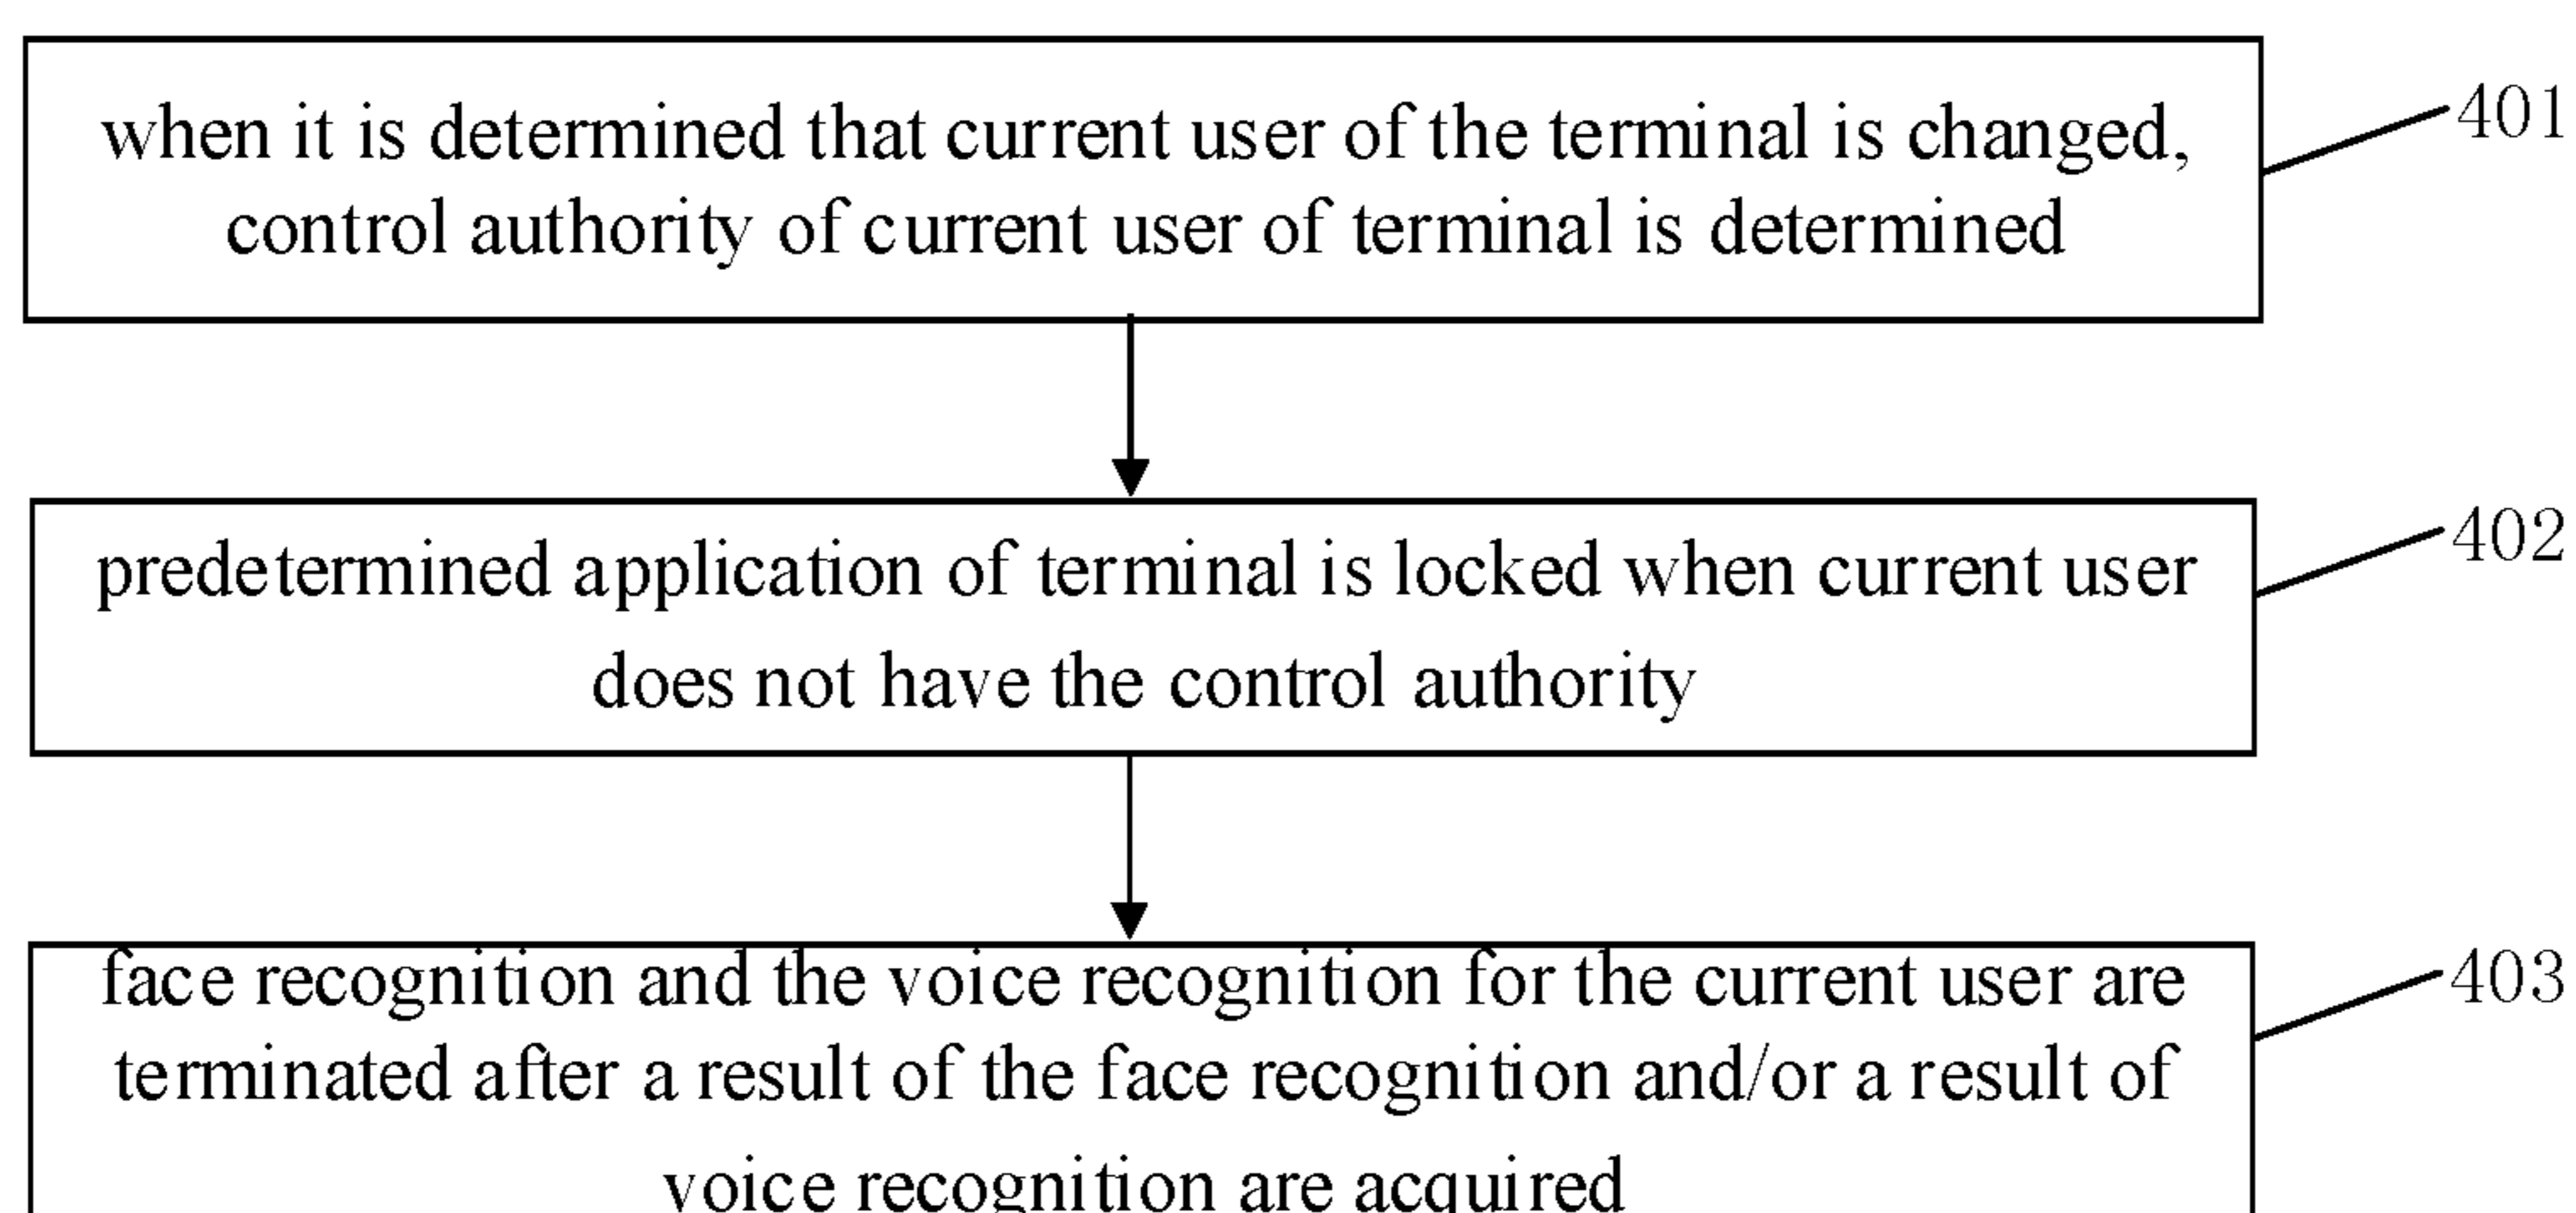 when it is determined that current user of the terminal is changed,
control authority of current user of terminal is determined
401
predetermined application of terminal is locked when current user
does not have the control authority
402
face recognition and the voice recognition for the current user are
terminated after a result of the face recognition and/or a result of
voice recognition are acquired
403